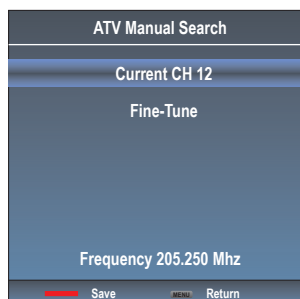 ATV Manual Search
Current CH 12
Fine-Tune
Frequency 205.250 Mhz
Save MENU Return